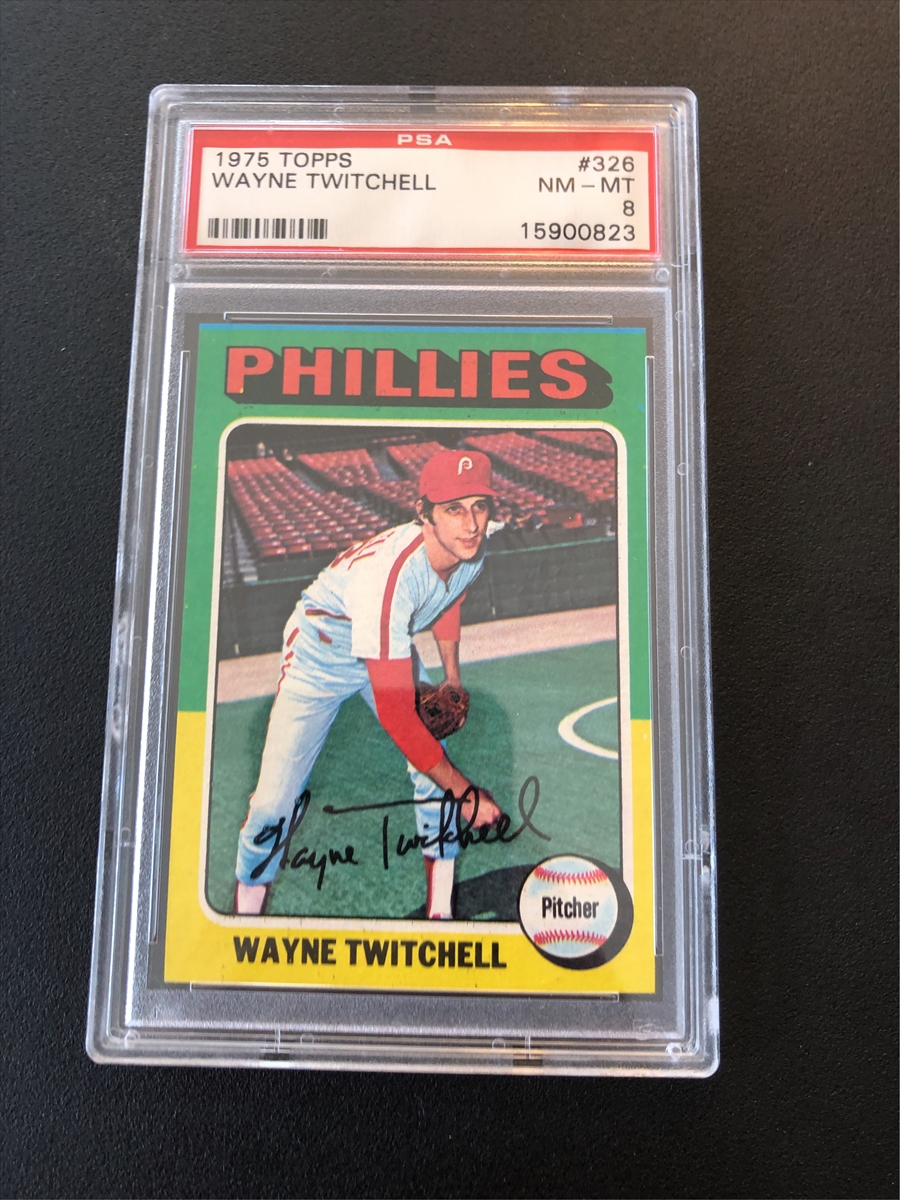 PSA
1975 TOPPS #326
WAYNE TWITCHELL NM - MT
8
15900823
PHILLIES
P
Wayne Twitchell
Pitcher
WAYNE TWITCHELL